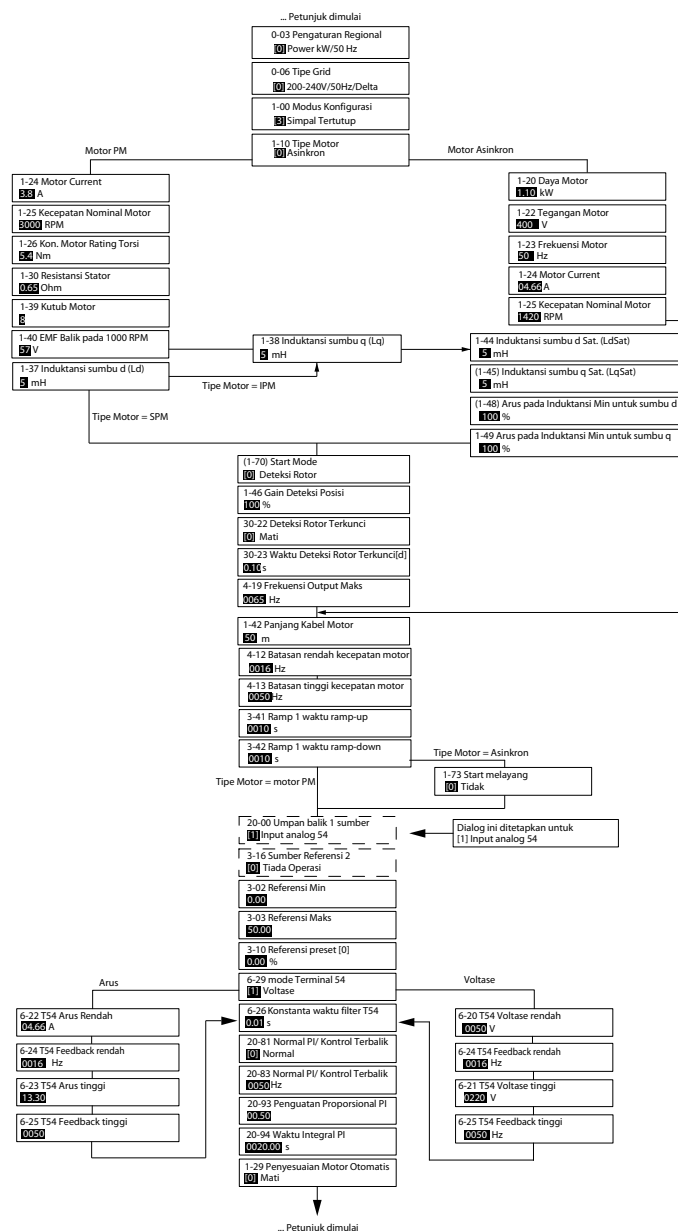 ... Petunjuk dimulai
0-03 Pengaturan Regional
[0] Power kW/50 Hz
0-06 Tipe Grid
[0] 200-240V/50Hz/Delta
1-00 Modus Konfigurasi
[3] Simpal Tertutup
1-10 Tipe Motor
[0] Asinkron
Motor PM
Motor Asinkron
1-24 Motor Current
3.8 A
1-25 Kecepatan Nominal Motor
3000 RPM
1-26 Kon. Motor Rating Torsi
5.4 Nm
1-30 Resistansi Stator
0.65 Ohm
1-39 Kutub Motor
8
1-40 EMF Balik pada 1000 RPM
57 V
1-37 Induktansi sumbu d (Ld)
5 mH
1-20 Daya Motor
1.10 kW
1-22 Tegangan Motor
400 V
1-23 Frekuensi Motor
50 Hz
1-24 Motor Current
04.66 A
1-25 Kecepatan Nominal Motor
1420 RPM
1-38 Induktansi sumbu q (Lq)
5 mH
1-44 Induktansi sumbu d Sat. (LdSat)
5 mH
(1-45) Induktansi sumbu q Sat. (LqSat)
5 mH
(1-48) Arus pada Induktansi Min untuk sumbu d
100 %
1-49 Arus pada Induktansi Min untuk sumbu q
100 %
Tipe Motor = IPM
Tipe Motor = SPM
(1-70) Start Mode
[0] Deteksi Rotor
1-46 Gain Deteksi Posisi
100 %
30-22 Deteksi Rotor Terkunci
[0] Mati
30-23 Waktu Deteksi Rotor Terkunci[d]
0.10 s
4-19 Frekuensi Output Maks
0065 Hz
1-42 Panjang Kabel Motor
50 m
4-12 Batasan rendah kecepatan motor
0016 Hz
4-13 Batasan tinggi kecepatan motor
0050 Hz
3-41 Ramp 1 waktu ramp-up
0010 s
3-42 Ramp 1 waktu ramp-down
0010 s
Tipe Motor = Asinkron
1-73 Start melayang
[0] Tidak
Tipe Motor = motor PM
20-00 Umpan balik 1 sumber
[1] Input analog 54
Dialog ini ditetapkan untuk
[1] Input analog 54
3-16 Sumber Referensi 2
[0] Tiada Operasi
3-02 Referensi Min
0.00
3-03 Referensi Maks
50.00
3-10 Referensi preset [0]
0.00 %
6-29 mode Terminal 54
[1] Voltase
Arus
Voltase
6-22 T54 Arus Rendah
04.66 A
6-24 T54 Feedback rendah
0016 Hz
6-23 T54 Arus tinggi
13.30
6-25 T54 Feedback tinggi
0050
6-26 Konstanta waktu filter T54
0.01 s
20-81 Normal PI/ Kontrol Terbalik
[0] Normal
20-83 Normal PI/ Kontrol Terbalik
0050 Hz
20-93 Penguatan Proporsional PI
00.50
20-94 Waktu Integral PI
0020.00 s
1-29 Penyesuaian Motor Otomatis
[0] Mati
6-20 T54 Voltase rendah
0050 V
6-24 T54 Feedback rendah
0016 Hz
6-21 T54 Voltase tinggi
0220 V
6-25 T54 Feedback tinggi
0050 Hz
... Petunjuk dimulai